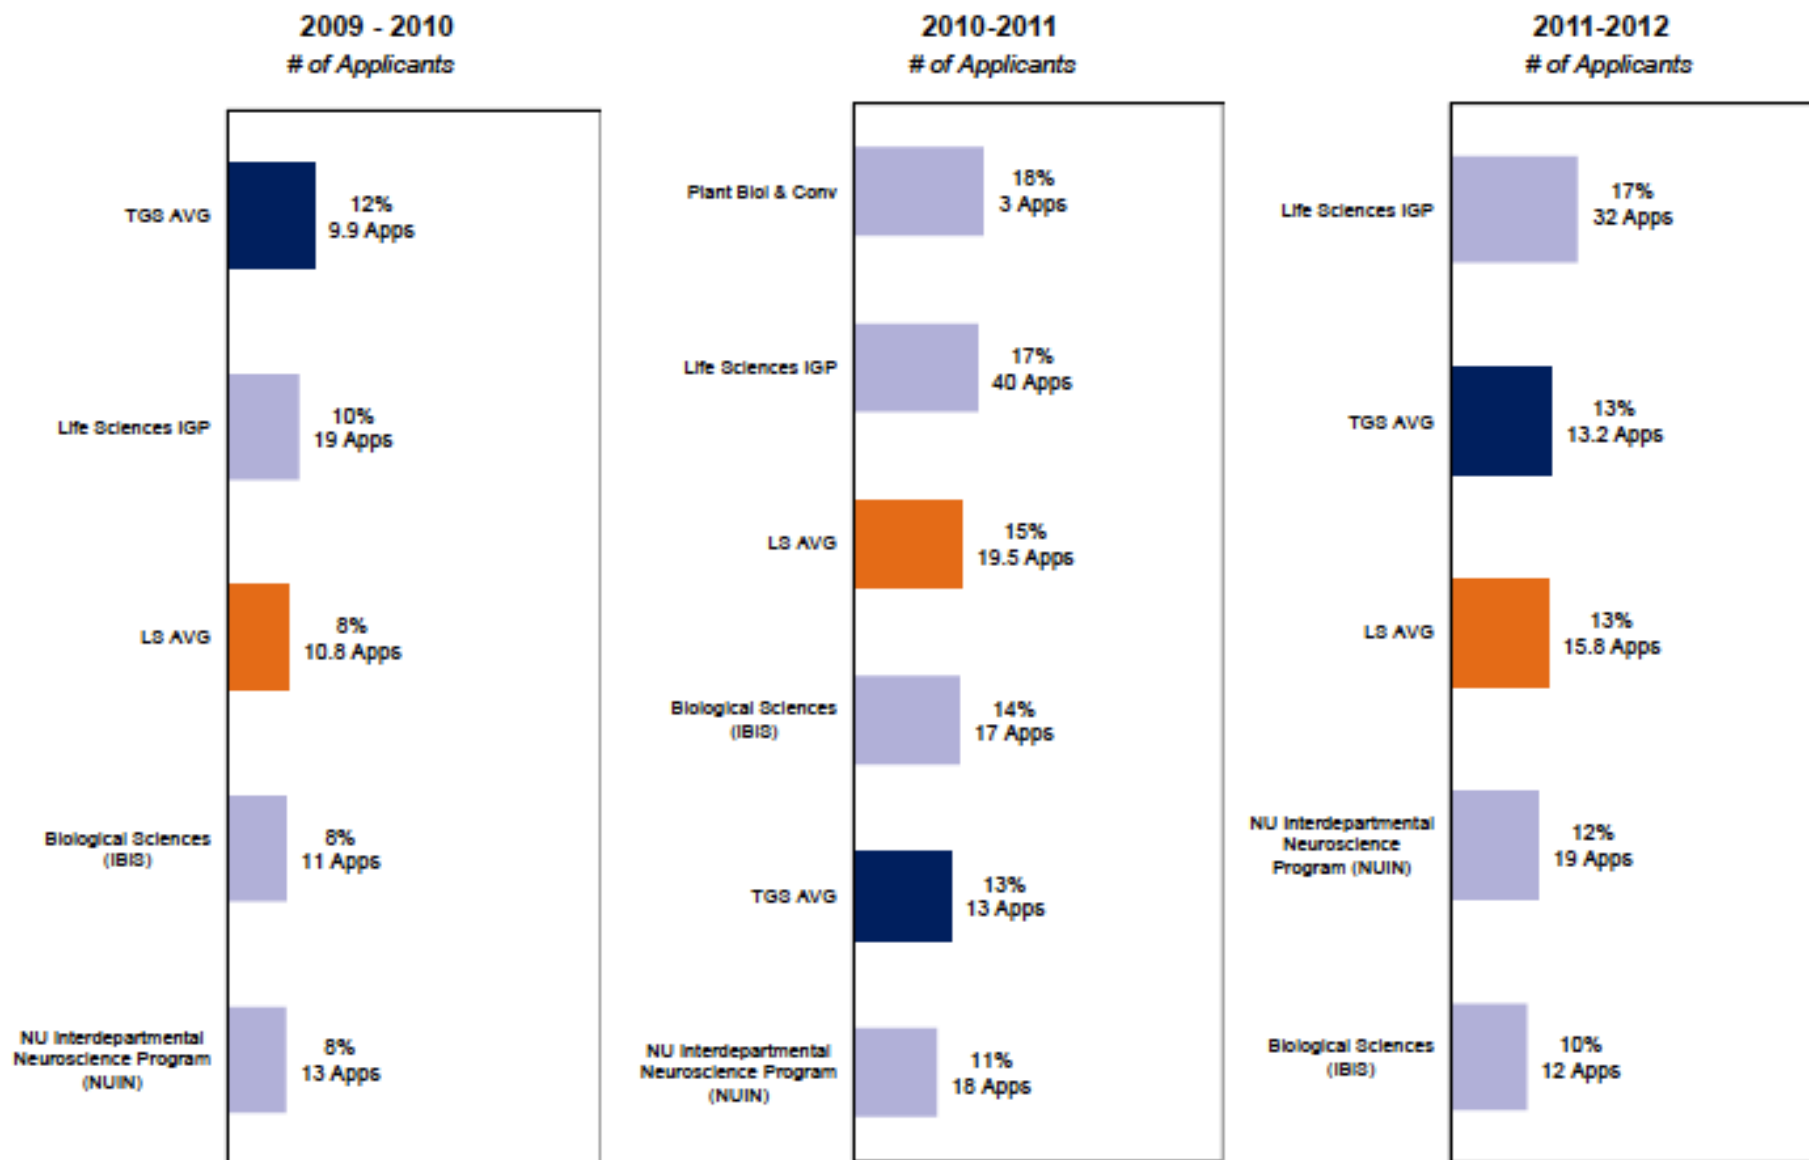 2009 - 2010
# of Applicants
TGS AVG
12%
9.9 Apps
Life Sciences IGP
10%
19 Apps
LS AVG
8%
10.8 Apps
Biological Sciences
(IBIS)
8%
11 Apps
NU Interdepartmental
Neuroscience Program
(NUIN)
8%
13 Apps
2010-2011
# of Applicants
Plant Biol & Conv
18%
3 Apps
Life Sciences IGP
17%
40 Apps
LS AVG
15%
19.5 Apps
Biological Sciences
(IBIS)
14%
17 Apps
TGS AVG
13%
13 Apps
NU Interdepartmental
Neuroscience Program
(NUIN)
11%
18 Apps
2011-2012
# of Applicants
Life Sciences IGP
17%
32 Apps
TGS AVG
13%
13.2 Apps
LS AVG
13%
15.8 Apps
NU Interdepartmental
Neuroscience
Program (NUIN)
12%
19 Apps
Biological Sciences
(IBIS)
10%
12 Apps